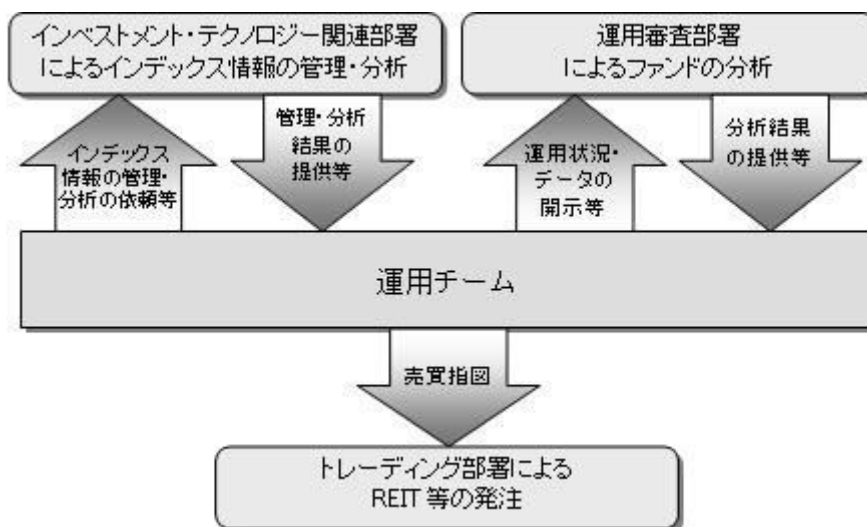 インベストメント・テクノロジー関連部署
によるインデックス情報の管理・分析
運用審査部署
によるファンドの分析
インデックス
情報の管理・
分析の依頼等
管理・分析
結果の
提供等
運用状況・
データの
開示等
分析結果
の提供等
運用チーム
売買指図
トレーディング部署による
REIT 等の発注